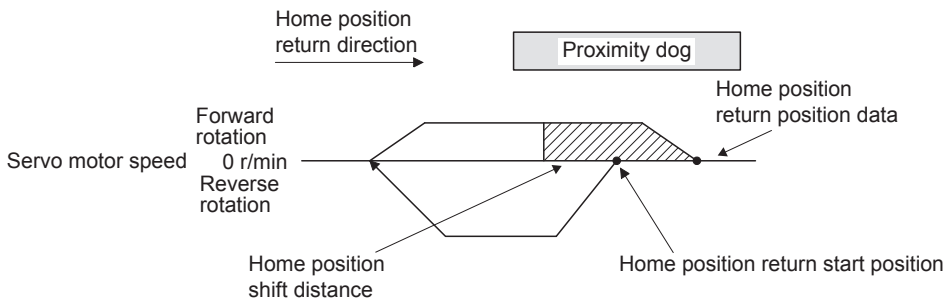 Home position
return direction
Proximity dog
Home position
return position data
Forward
rotation
Servo motor speed 0 r/min
Reverse
rotation
Home position
shift distance
Home position return start position